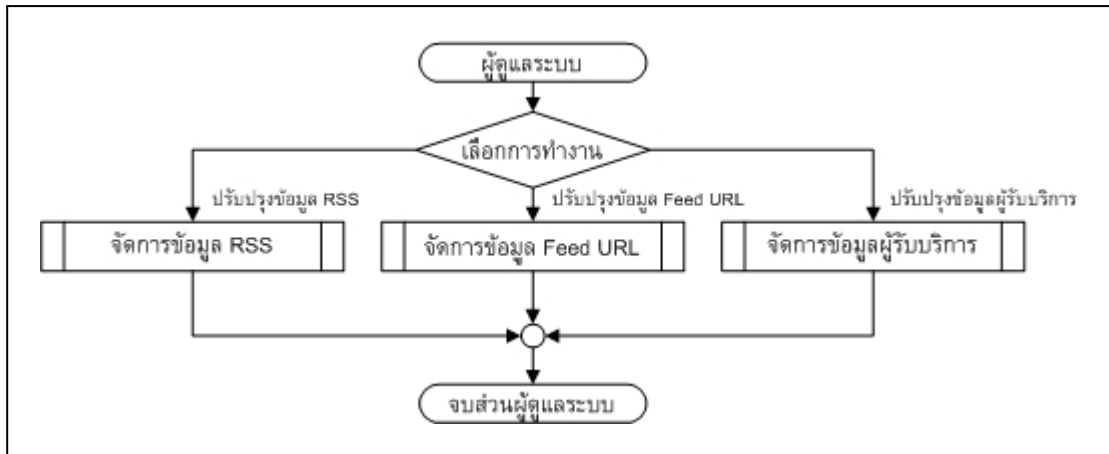 ผู้ดูแลระบบ
เลือกการทำงาน
ปรับปรุงข้อมูล RSS
ปรับปรุงข้อมูล Feed URL
ปรับปรุงข้อมูลผู้รับบริการ
จัดการข้อมูล RSS
จัดการข้อมูล Feed URL
จัดการข้อมูลผู้รับบริการ
จบส่วนผู้ดูแลระบบ